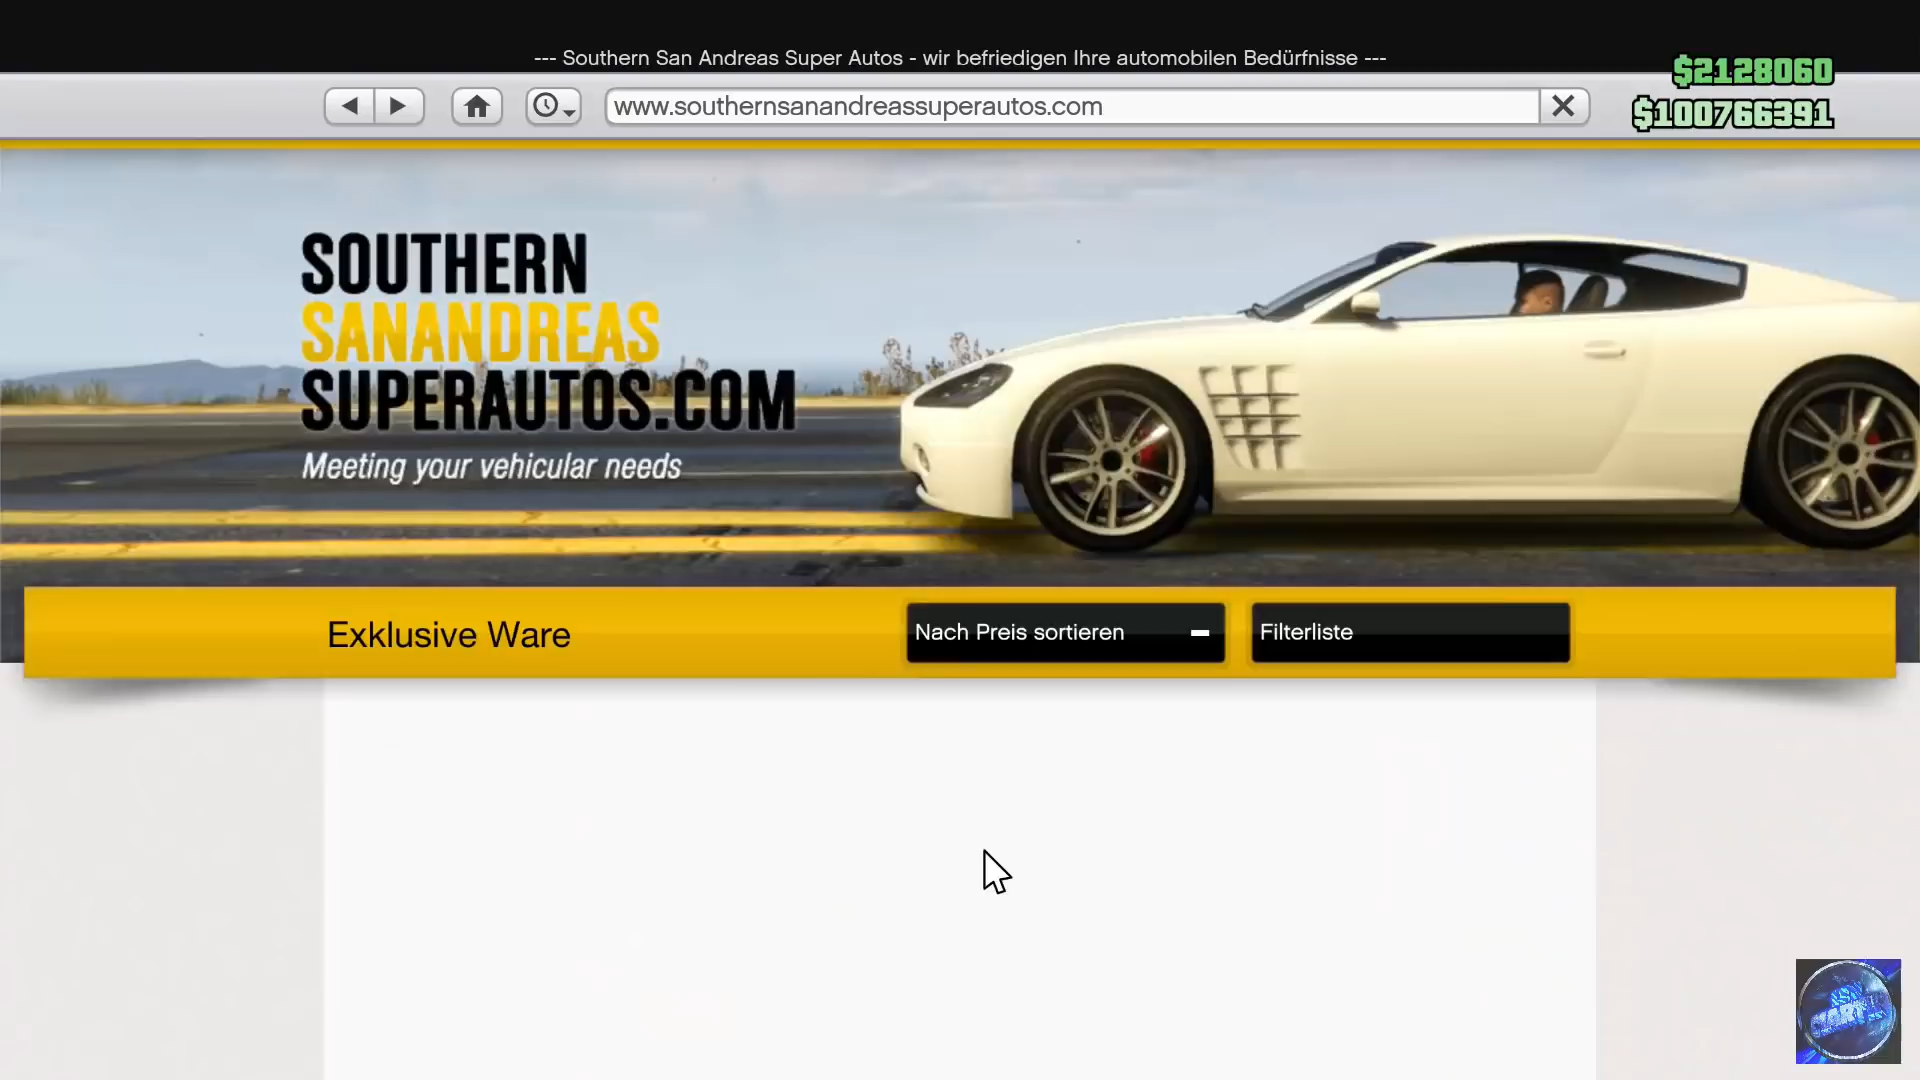 --- Southern San Andreas Super Autos - wir befriedigen Ihre automobilen Bedürfnisse ---
$2128060
www.southernsanandreassuperautos.com
$100766391
SOUTHERN
SANANDREAS
SUPERAUTOS.COM
Meeting your vehicular needs
Exklusive Ware
Nach Preis sortieren
Filterliste